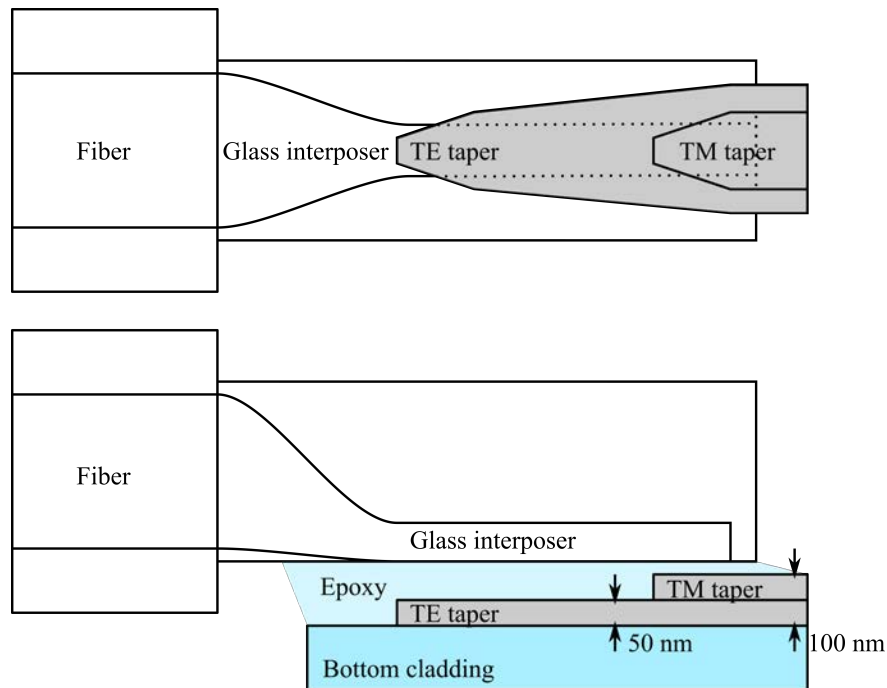 Fiber
Glass interposer
TE taper
TM taper
Fiber
Glass interposer
Epoxy
TM taper
TE taper
50 nm
100 nm
Bottom cladding